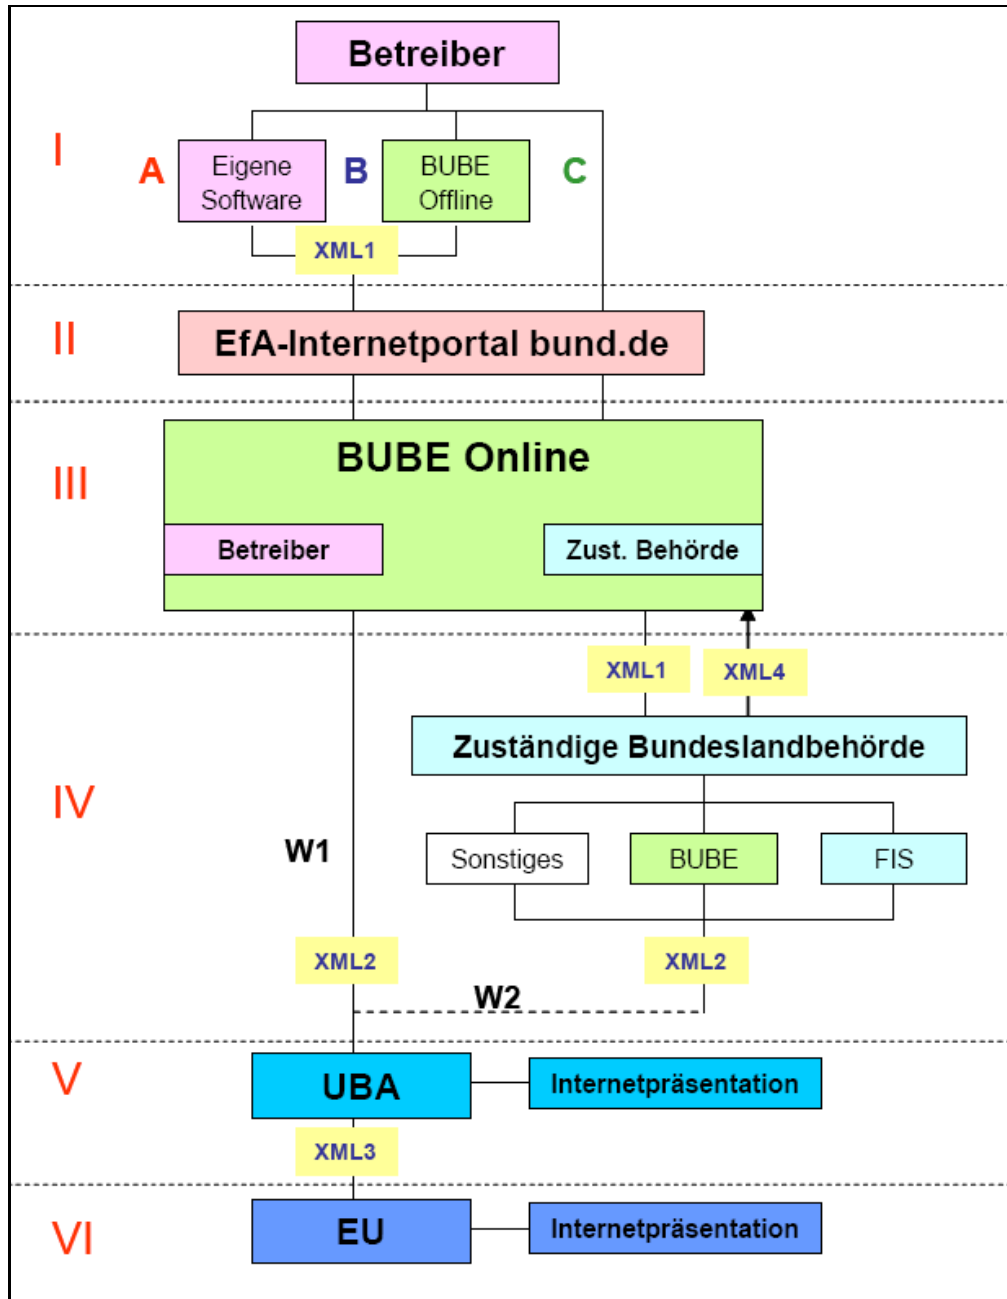 Betreiber
I
A
Eigene
Software
B
BUBE
Offline
C
XML1
II
EfA-Internetportal bund.de
III
BUBE Online
Betreiber
Zust. Behörde
XML1
XML4
IV
Zuständige Bundeslandbehörde
W1
Sonstiges
BUBE
FIS
XML2
XML2
W2
V
UBA
Internetpräsentation
XML3
VI
EU
Internetpräsentation